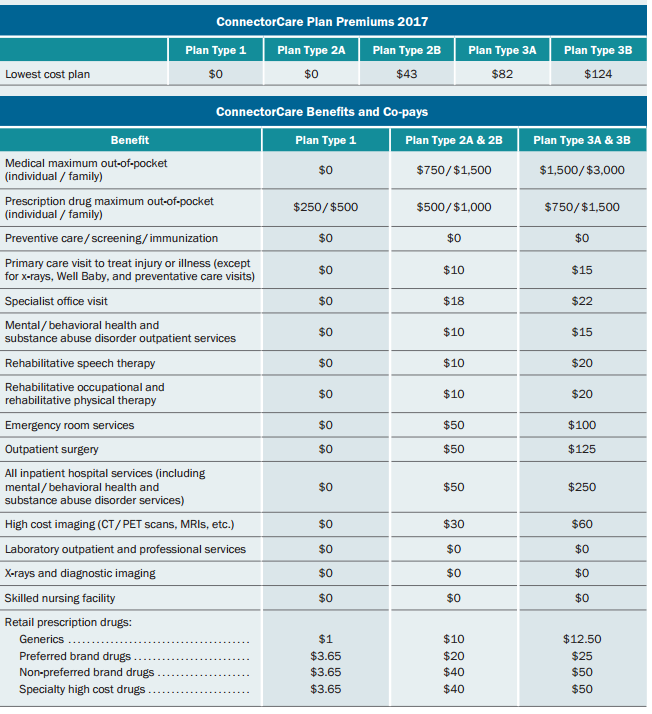 ConnectorCare Plan Premiums 2017
Plan Type 1 Plan Type 2A Plan Type 2B Plan Type 3A Plan Type 3B
Lowest cost plan $0 $0 $43 $82 $124
ConnectorCare Benefits and Co-pays
Benefit Plan Type 1 Plan Type 2A & 2B Plan Type 3A & 3B
Medical maximum out-of-pocket
(individual / family) $0 $750/$1,500 $1,500/$3,000
Prescription drug maximum out-of-pocket
(individual / family) $250/$500 $500/$1,000 $750/$1,500
Preventive care/screening/immunization $0 $0 $0
Primary care visit to treat injury or illness (except
for x-rays, Well Baby, and preventative care visits) $0 $10 $15
Specialist office visit $0 $18 $22
Mental/behavioral health and
substance abuse disorder outpatient services $0 $10 $15
Rehabilitative speech therapy $0 $10 $20
Rehabilitative occupational and
rehabilitative physical therapy $0 $10 $20
Emergency room services $0 $50 $100
Outpatient surgery $0 $50 $125
All inpatient hospital services (including
mental/behavioral health and
substance abuse disorder services) $0 $50 $250
High cost imaging (CT/PET scans, MRIs, etc.) $0 $30 $60
Laboratory outpatient and professional services $0 $0 $0
X-rays and diagnostic imaging $0 $0 $0
Skilled nursing facility $0 $0 $0
Retail prescription drugs:
Generics ....................................... $1 $10 $12.50
Preferred brand drugs ......................... $3.65 $20 $25
Non-preferred brand drugs .................... $3.65 $40 $50
Specialty high cost drugs ...................... $3.65 $40 $50